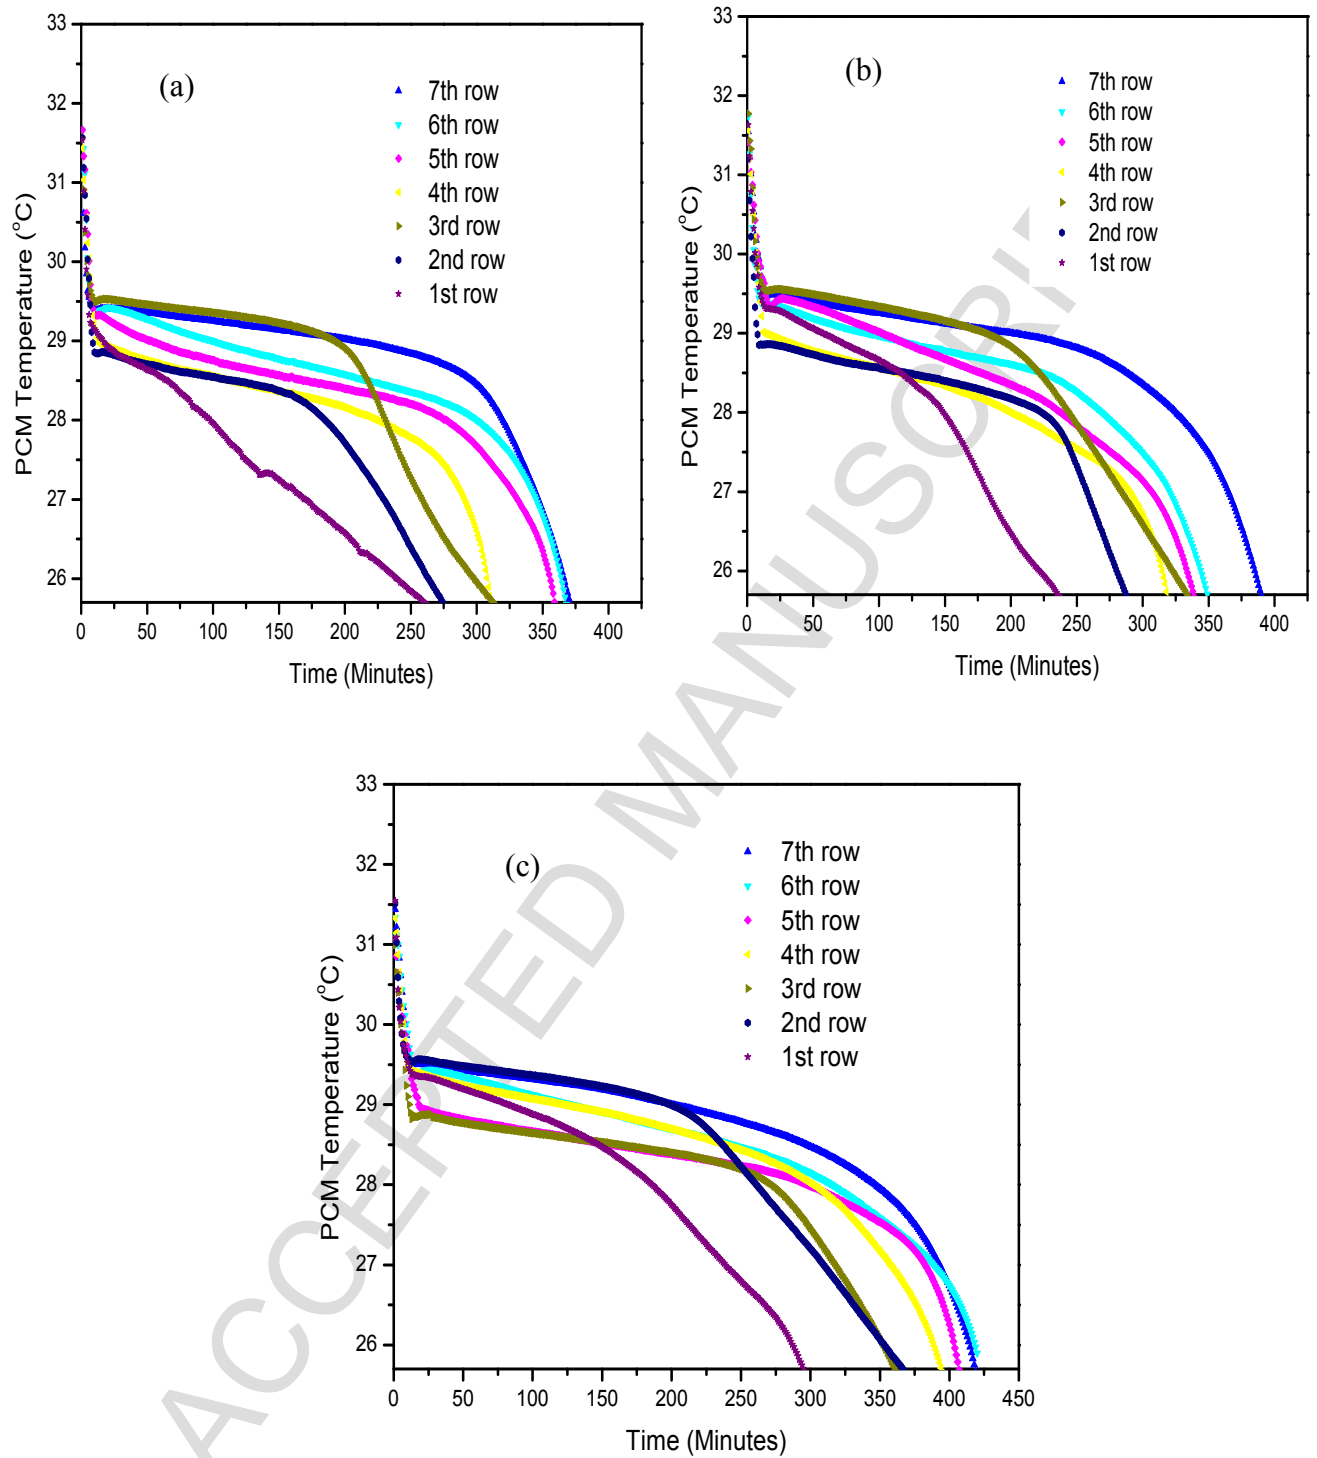 (a)
7th row
6th row
5th row
4th row
3rd row
2nd row
1st row
33
32
31
30
29
28
27
26
PCM Temperature (°C)
0 50 100 150 200 250 300 350 400
Time (Minutes)
(b)
7th row
6th row
5th row
4th row
3rd row
2nd row
1st row
33
32
31
30
29
28
27
26
PCM Temperature (°C)
0 50 100 150 200 250 300 350 400
Time (Minutes)
(c)
7th row
6th row
5th row
4th row
3rd row
2nd row
1st row
33
32
31
30
29
28
27
26
PCM Temperature (°C)
0 50 100 150 200 250 300 350 400 450
Time (Minutes)
ACCEPTED MANUSCRIPT